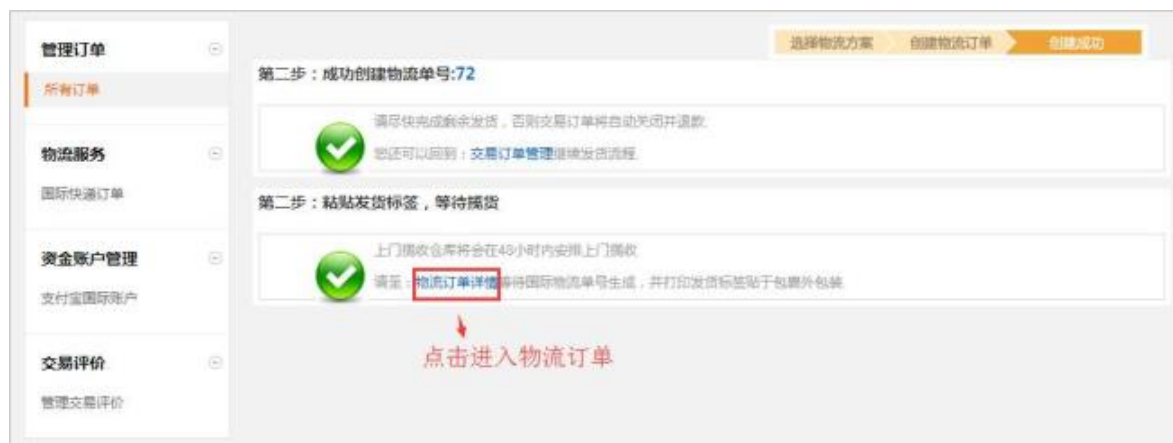 管理订单
所有订单
物流服务
国际快递订单
资金账户管理
支付宝国际账户
交易评价
管理交易评价
选择物流方案 创建物流订单 创建成功
第二步：成功创建物流单号:72
请尽快完成剩余发货，否则交易订单将自动关闭并退款.
您还可以回到：交易订单管理继续发货流程.
第二步：粘贴发货标签，等待揽货
上门揽收仓库将会在48小时内安排上门揽收
请至：物流订单详情等待国际物流单号生成，并打印发货标签贴于包裹外包装.
点击进入物流订单